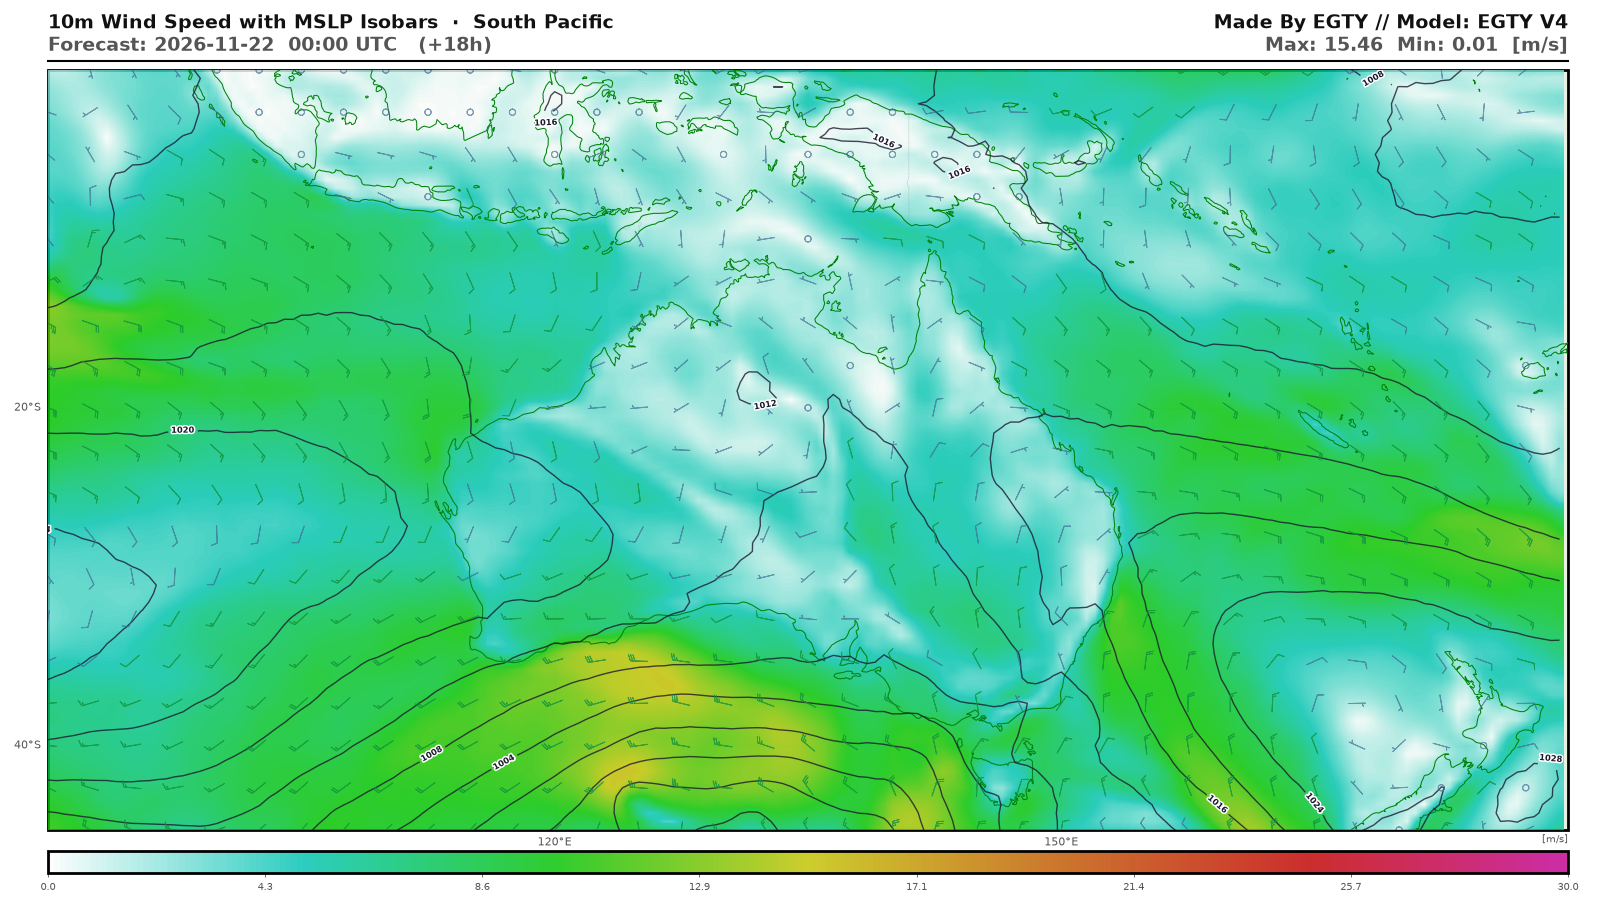 10m Wind Speed with MSLP Isobars · South Pacific
Made By EGTY // Model: EGTY V4
Forecast: 2026-11-22 00:00 UTC (+18h)
Max: 15.46 Min: 0.01 [m/s]
1008
1016
1016
1016
1012
20°S
1020
40°S
1008
1004
1028
1016
1024
120°E
150°E
[m/s]
0.0
4.3
8.6
12.9
17.1
21.4
25.7
30.0